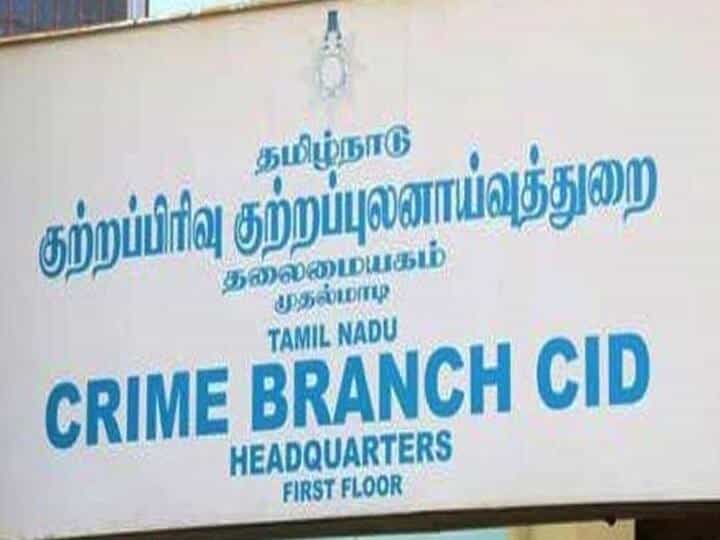 தமிழ்நாடு
குற்றப்பிரிவு குற்றப்புலனாய்வுத்துறை
தலைமையகம்
முதல்மாடி
TAMIL NADU
CRIME BRANCH CID
HEADQUARTERS
FIRST FLOOR